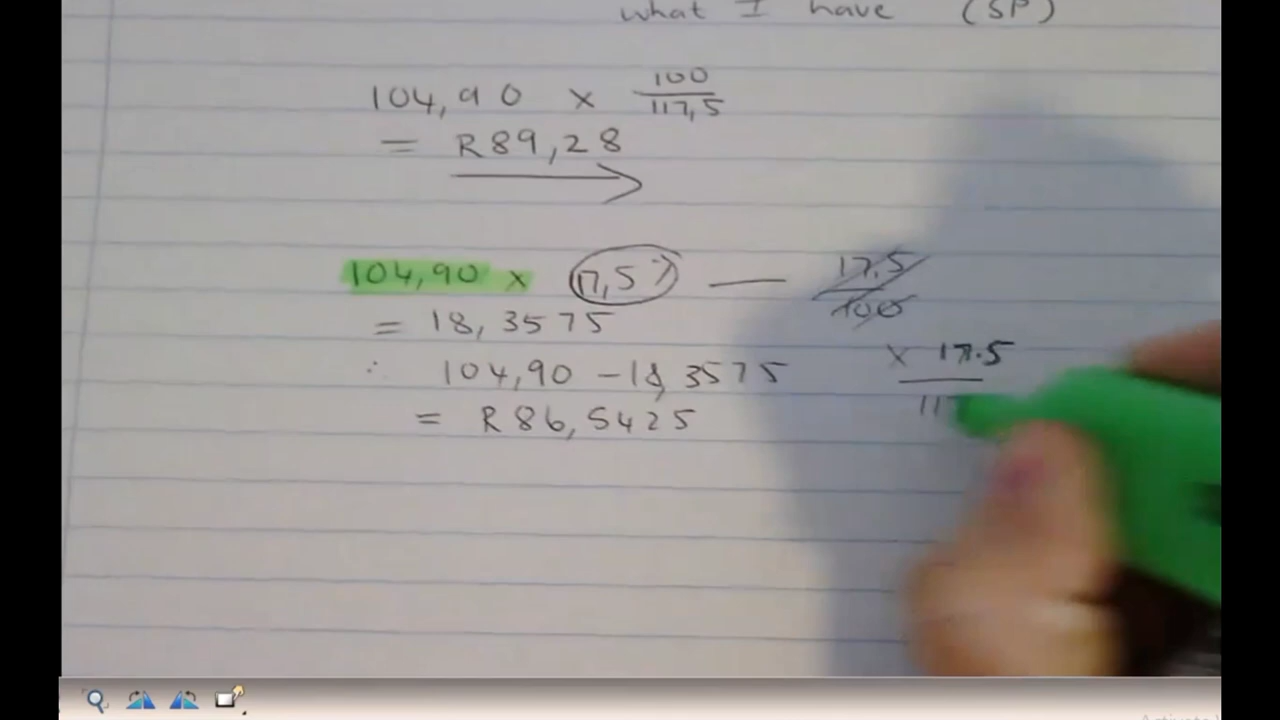 what I have (SP)
104,90 × 100/117,5
= R89,28
104,90 × 17,5% — 17,5/100
= 18,3575
∴ 104,90 - 18,3575
= R86,5425
× 17.5